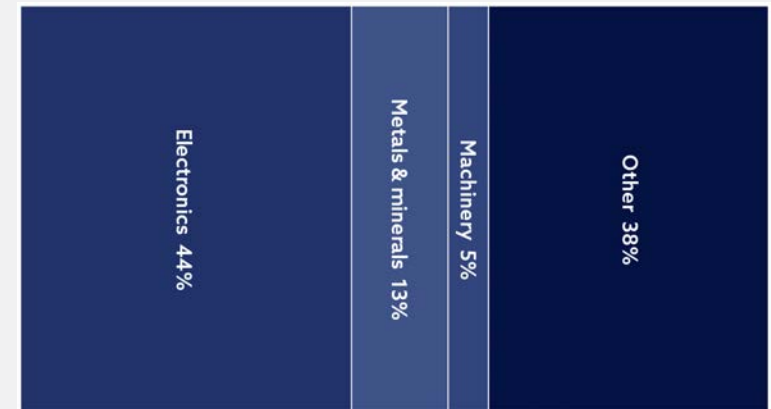 Electronics 44%
Metals & minerals 13%
Machinery 5%
Other 38%